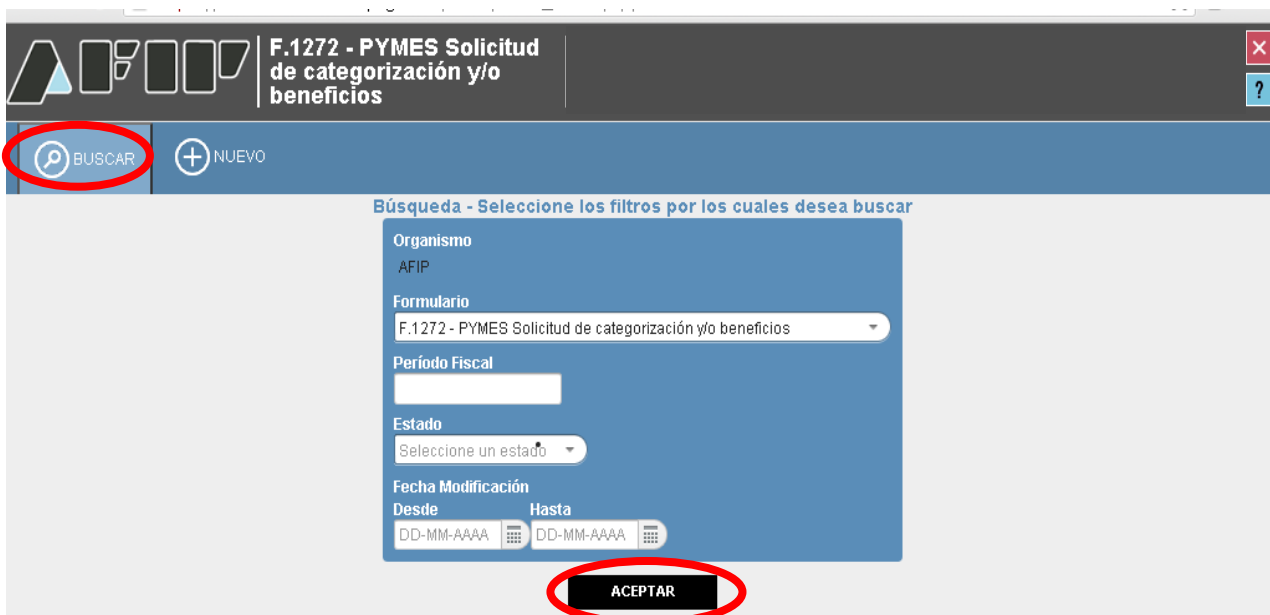 AFIP
F.1272 - PYMES Solicitud
de categorización y/o
beneficios
X
?
BUSCAR
NUEVO
Búsqueda - Seleccione los filtros por los cuales desea buscar
Organismo
AFIP
Formulario
F.1272 - PYMES Solicitud de categorización y/o beneficios
Período Fiscal
Estado
Seleccione un estado
Fecha Modificación
Desde Hasta
DD-MM-AAAA DD-MM-AAAA
ACEPTAR